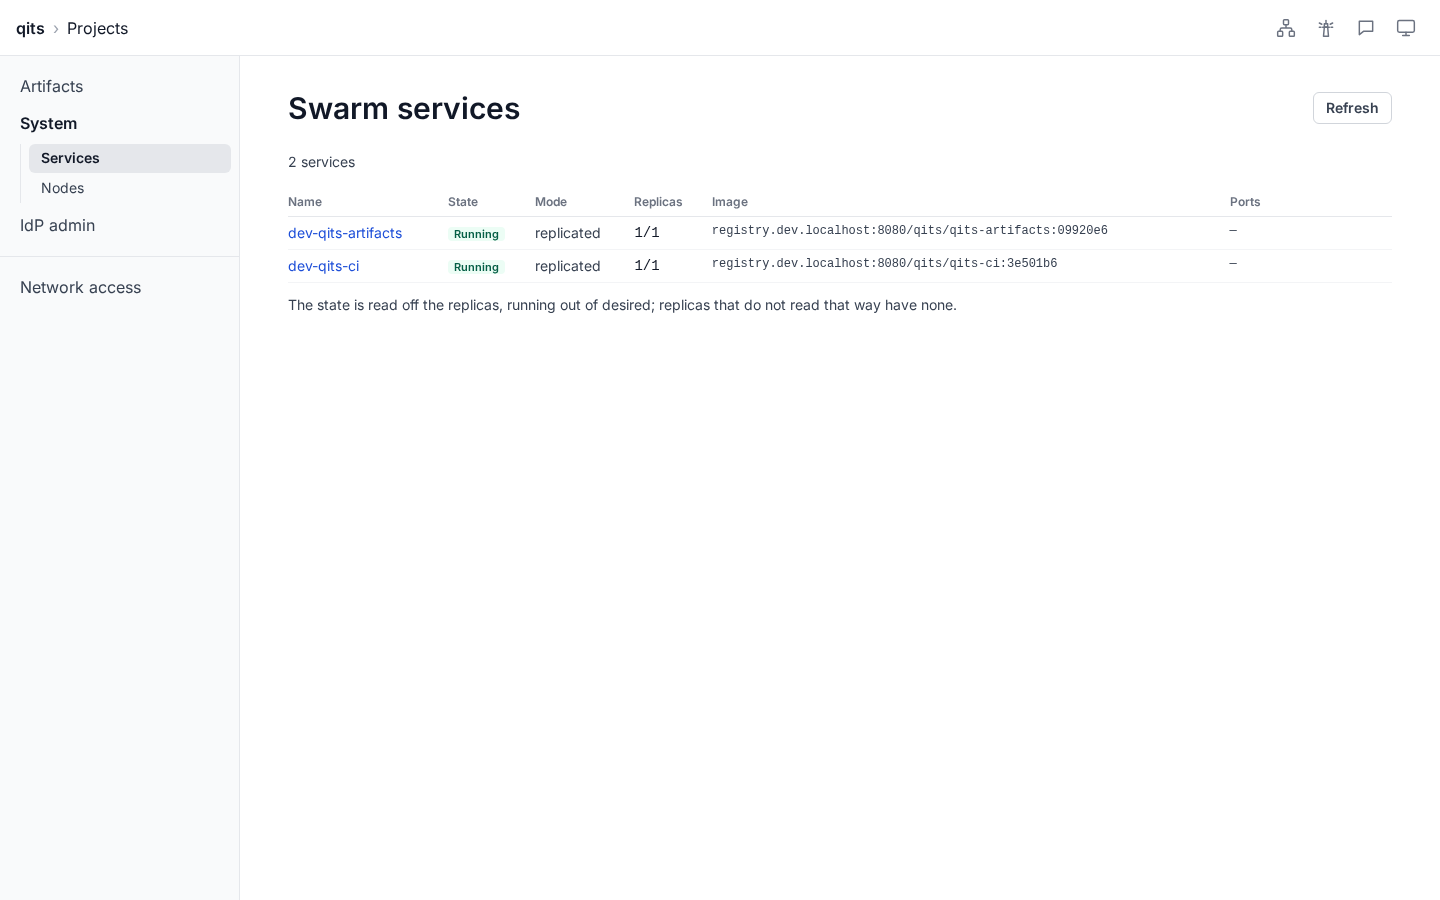 qits › Projects
Artifacts
System
Services
Nodes
IdP admin
Network access
Swarm services
Refresh
2 services
Name State Mode Replicas Image Ports
dev-qits-artifacts Running replicated 1/1 registry.dev.localhost:8080/qits/qits-artifacts:09920e6 —
dev-qits-ci Running replicated 1/1 registry.dev.localhost:8080/qits/qits-ci:3e501b6 —
The state is read off the replicas, running out of desired; replicas that do not read that way have none.